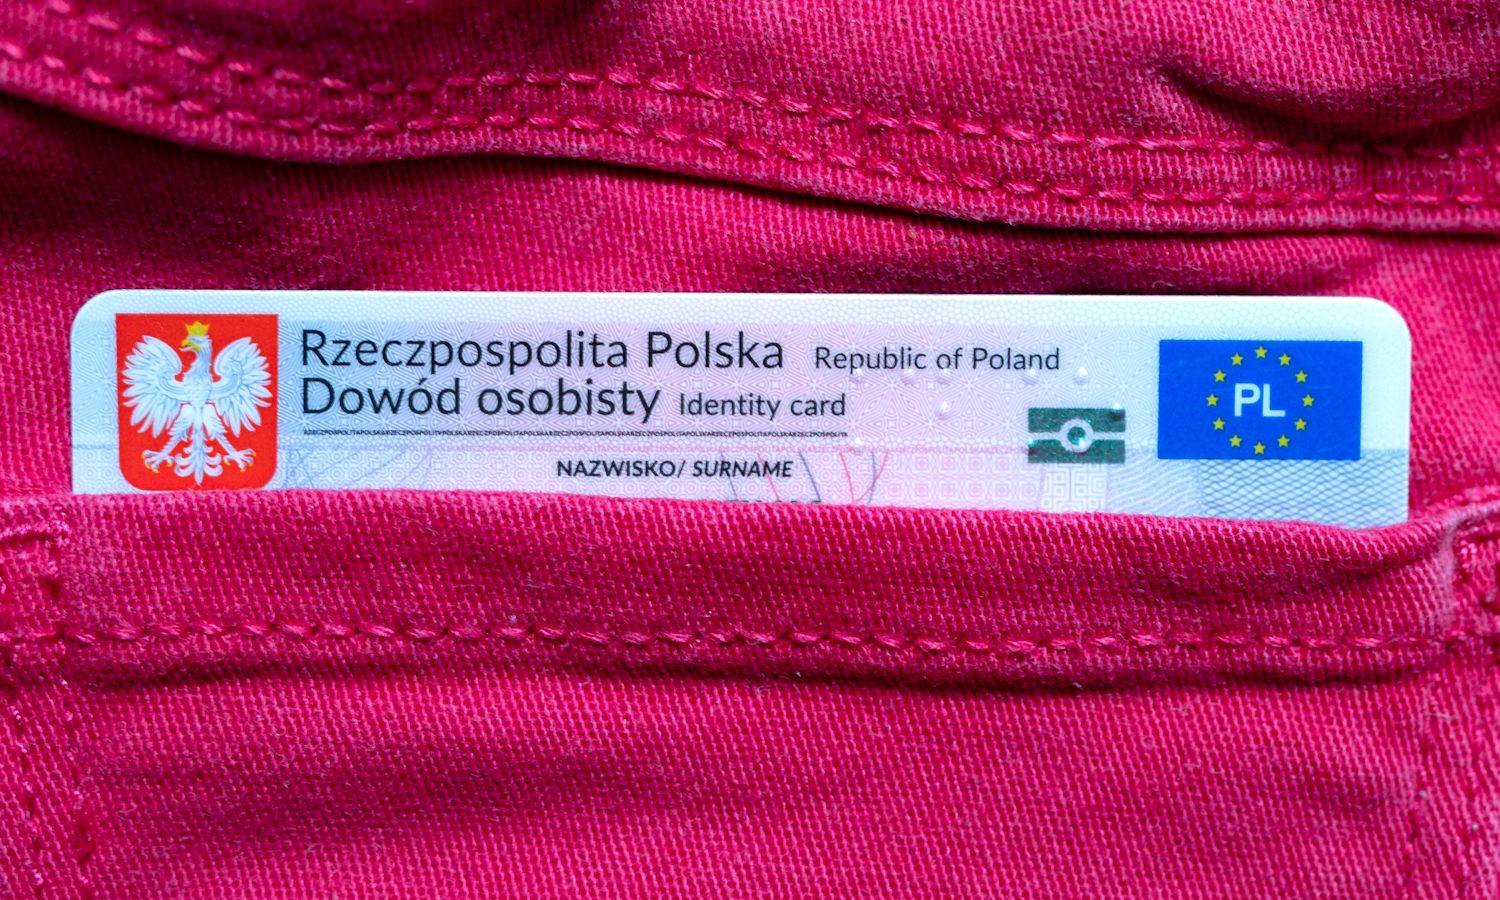 Rzeczpospolita Polska Republic of Poland
Dowód osobisty Identity card
NAZWISKO/ SURNAME
PL